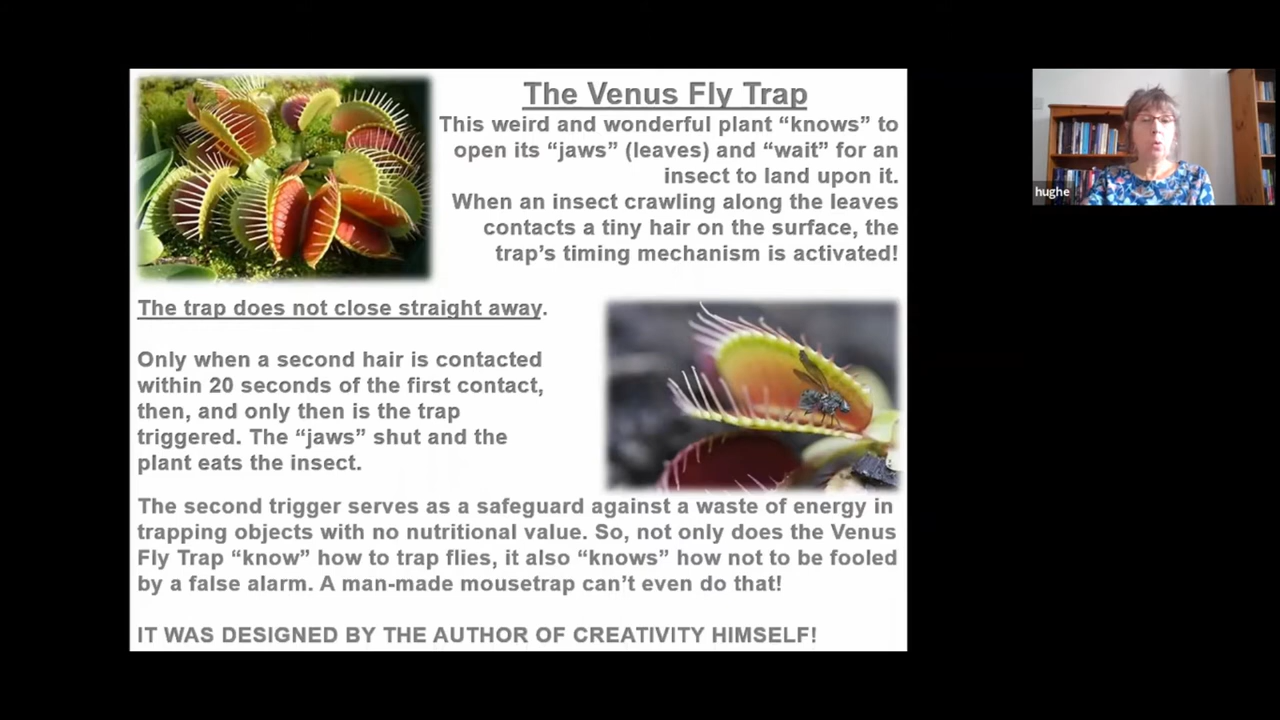 The Venus Fly Trap
This weird and wonderful plant “knows” to
open its “jaws” (leaves) and “wait” for an
insect to land upon it.
When an insect crawling along the leaves
contacts a tiny hair on the surface, the
trap’s timing mechanism is activated!
The trap does not close straight away.
Only when a second hair is contacted
within 20 seconds of the first contact,
then, and only then is the trap
triggered. The “jaws” shut and the
plant eats the insect.
The second trigger serves as a safeguard against a waste of energy in
trapping objects with no nutritional value. So, not only does the Venus
Fly Trap “know” how to trap flies, it also “knows” how not to be fooled
by a false alarm. A man-made mousetrap can’t even do that!
IT WAS DESIGNED BY THE AUTHOR OF CREATIVITY HIMSELF!
hughe